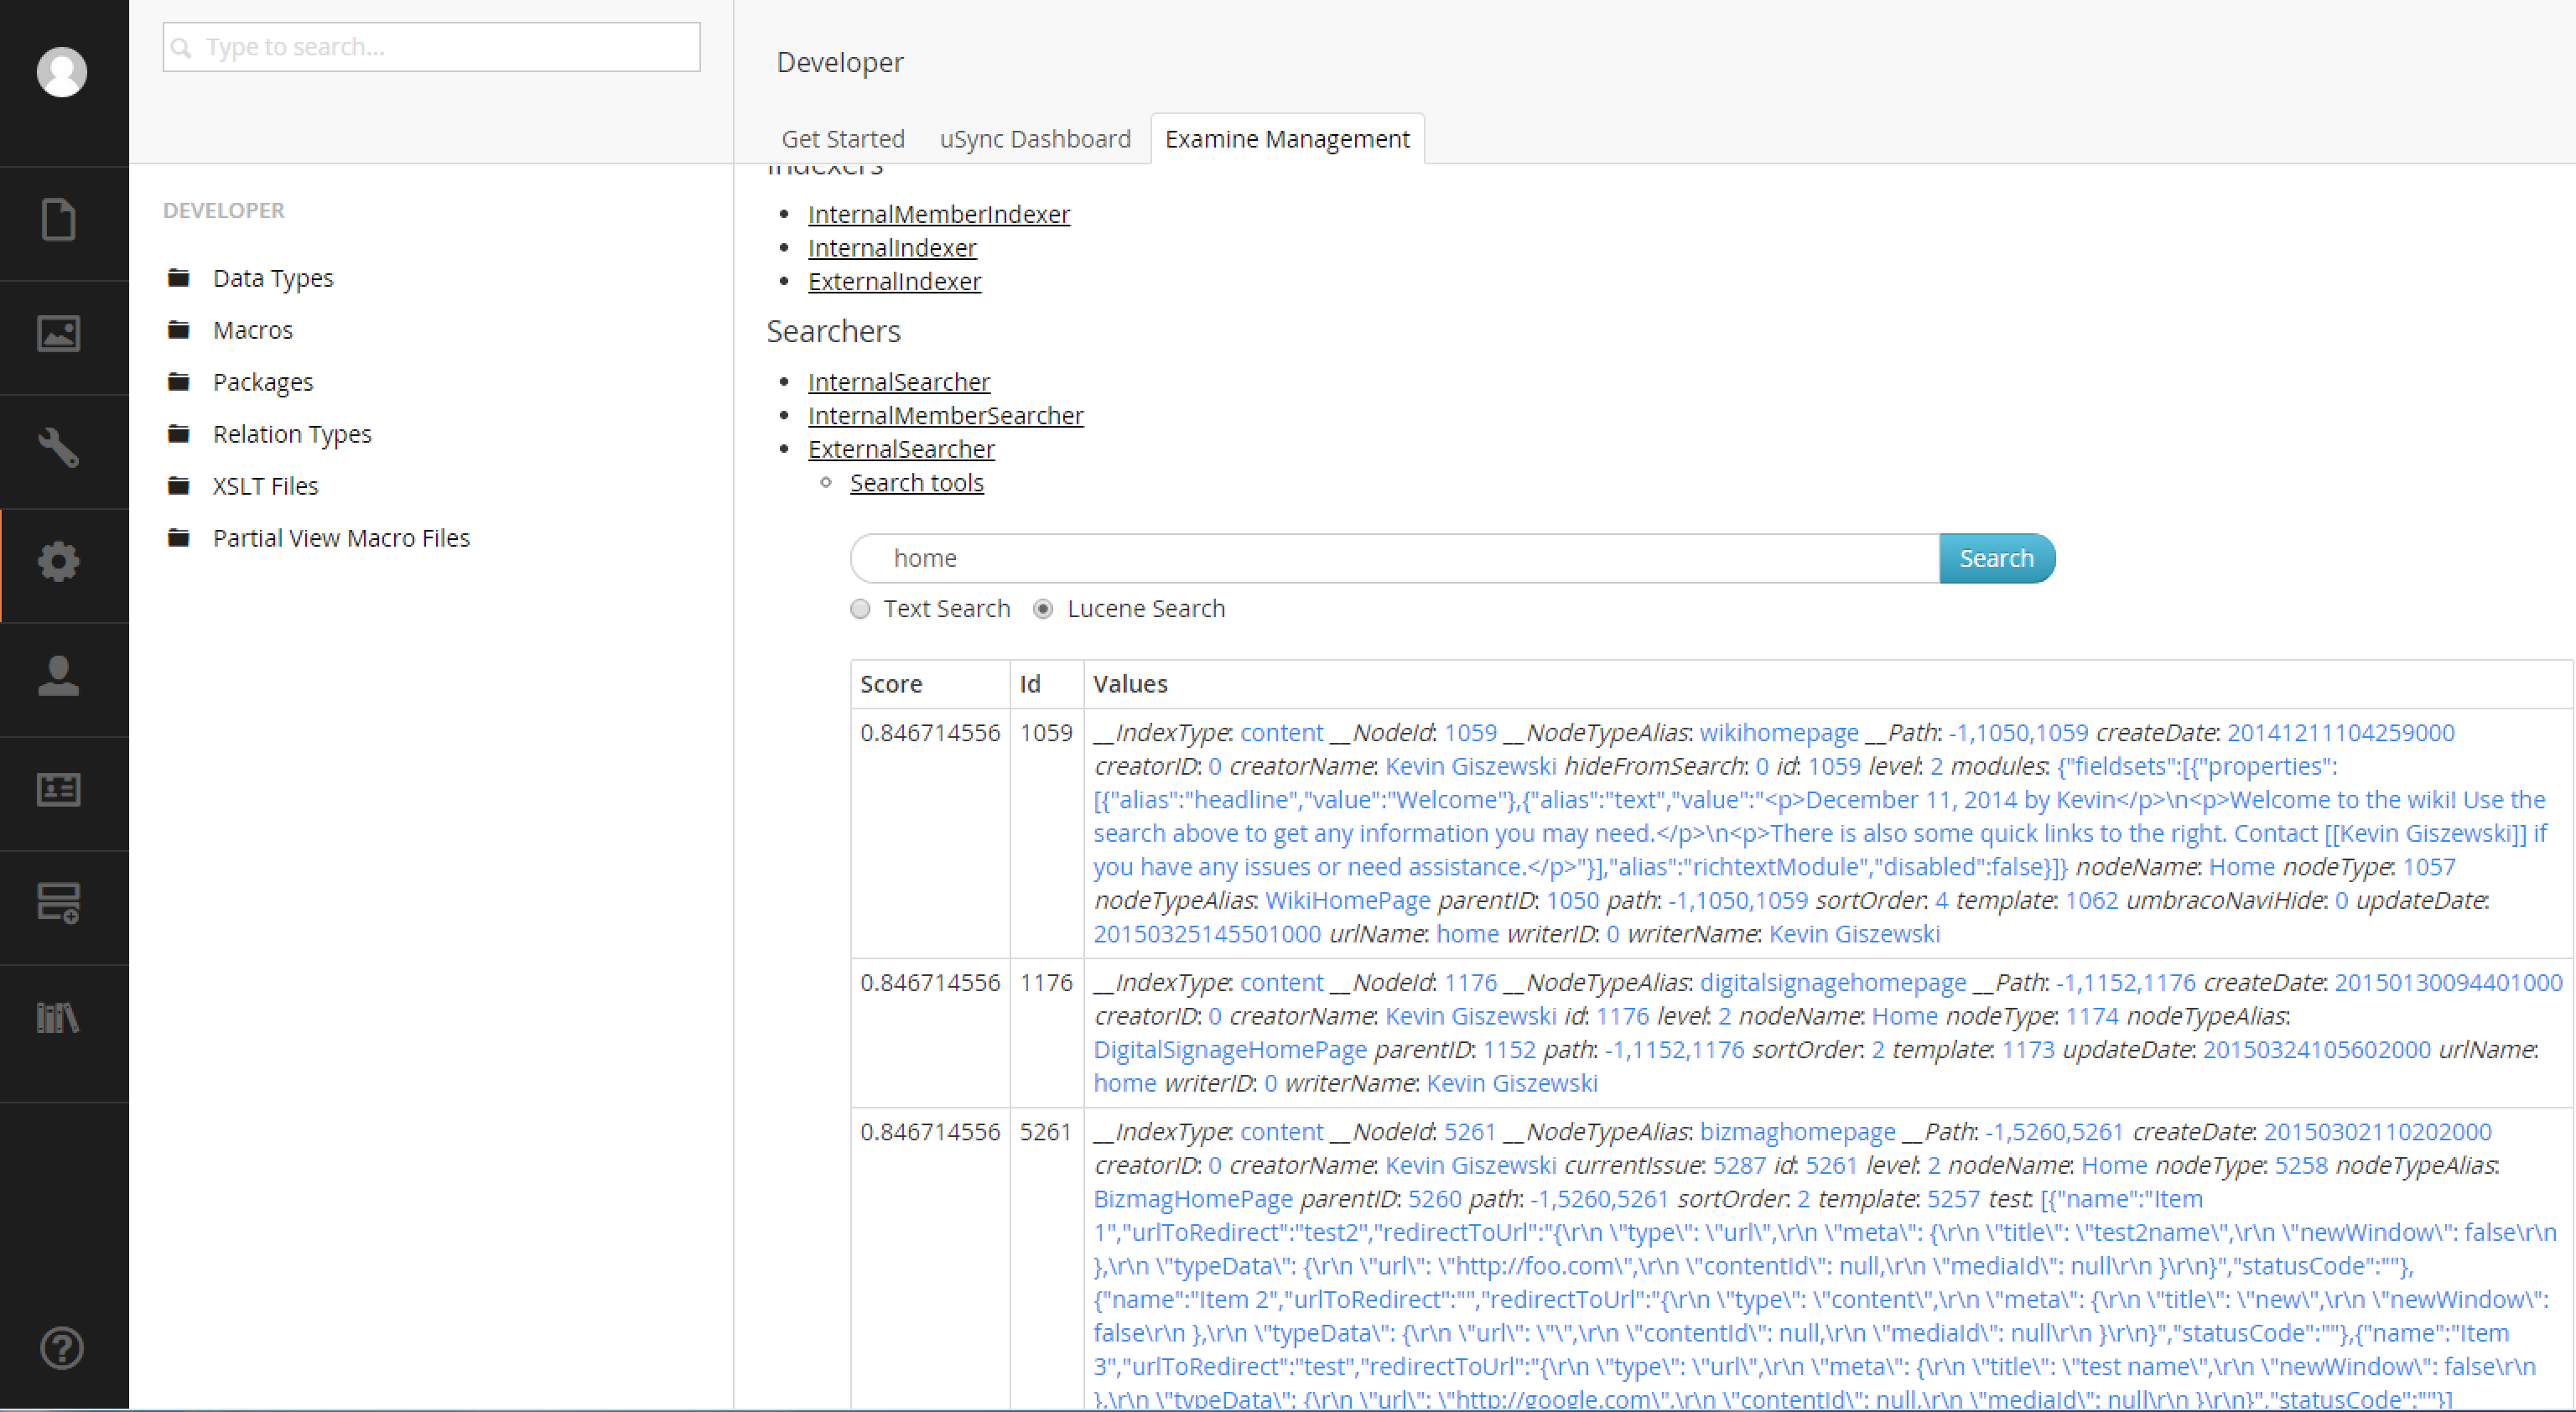 Type to search...
Developer
Get Started uSync Dashboard Examine Management
DEVELOPER
Data Types
Macros
Packages
Relation Types
XSLT Files
Partial View Macro Files
Indexers
InternalMemberIndexer
InternalIndexer
ExternalIndexer
Searchers
InternalSearcher
InternalMemberSearcher
ExternalSearcher
Search tools
home Search
Text Search Lucene Search
Score Id Values
0.846714556 1059 __IndexType: content __NodeId: 1059 __NodeTypeAlias: wikihomepage __Path: -1,1050,1059 createDate: 20141211104259000
creatorID: 0 creatorName: Kevin Giszewski hideFromSearch: 0 id: 1059 level: 2 modules: {"fieldsets":[{"properties":
[{"alias":"headline","value":"Welcome"},{"alias":"text","value":"<p>December 11, 2014 by Kevin</p>\n<p>Welcome to the wiki! Use the
search above to get any information you may need.</p>\n<p>There is also some quick links to the right. Contact [[Kevin Giszewski]] if
you have any issues or need assistance.</p>"}],"alias":"richtextModule","disabled":false}]} nodeName: Home nodeType: 1057
nodeTypeAlias: WikiHomePage parentID: 1050 path: -1,1050,1059 sortOrder: 4 template: 1062 umbracoNaviHide: 0 updateDate:
20150325145501000 urlName: home writerID: 0 writerName: Kevin Giszewski
0.846714556 1176 __IndexType: content __NodeId: 1176 __NodeTypeAlias: digitalsignagehomepage __Path: -1,1152,1176 createDate: 20150130094401000
creatorID: 0 creatorName: Kevin Giszewski id: 1176 level: 2 nodeName: Home nodeType: 1174 nodeTypeAlias:
DigitalSignageHomePage parentID: 1152 path: -1,1152,1176 sortOrder: 2 template: 1173 updateDate: 20150324105602000 urlName:
home writerID: 0 writerName: Kevin Giszewski
0.846714556 5261 __IndexType: content __NodeId: 5261 __NodeTypeAlias: bizmaghomepage __Path: -1,5260,5261 createDate: 20150302110202000
creatorID: 0 creatorName: Kevin Giszewski currentIssue: 5287 id: 5261 level: 2 nodeName: Home nodeType: 5258 nodeTypeAlias:
BizmagHomePage parentID: 5260 path: -1,5260,5261 sortOrder: 2 template: 5257 test: [{"name":"Item
1","urlToRedirect":"test2","redirectToUrl":"{\r\n \"type\": \"url\",\r\n \"meta\": {\r\n \"title\": \"test2name\",\r\n \"newWindow\": false\r\n
},\r\n \"typeData\": {\r\n \"url\": \"http://foo.com\",\r\n \"contentId\": null,\r\n \"mediaId\": null\r\n }\r\n}","statusCode":""},
{"name":"Item 2","urlToRedirect":"","redirectToUrl":"{\r\n \"type\": \"content\",\r\n \"meta\": {\r\n \"title\": \"new\",\r\n \"newWindow\":
false\r\n },\r\n \"typeData\": {\r\n \"url\": \"\",\r\n \"contentId\": null,\r\n \"mediaId\": null\r\n }\r\n}","statusCode":""},{"name":"Item
3","urlToRedirect":"test","redirectToUrl":"{\r\n \"type\": \"url\",\r\n \"meta\": {\r\n \"title\": \"test name\",\r\n \"newWindow\": false\r\n
},\r\n \"typeData\": {\r\n \"url\": \"http://google.com\",\r\n \"contentId\": null,\r\n \"mediaId\": null\r\n }\r\n}","statusCode":""}]